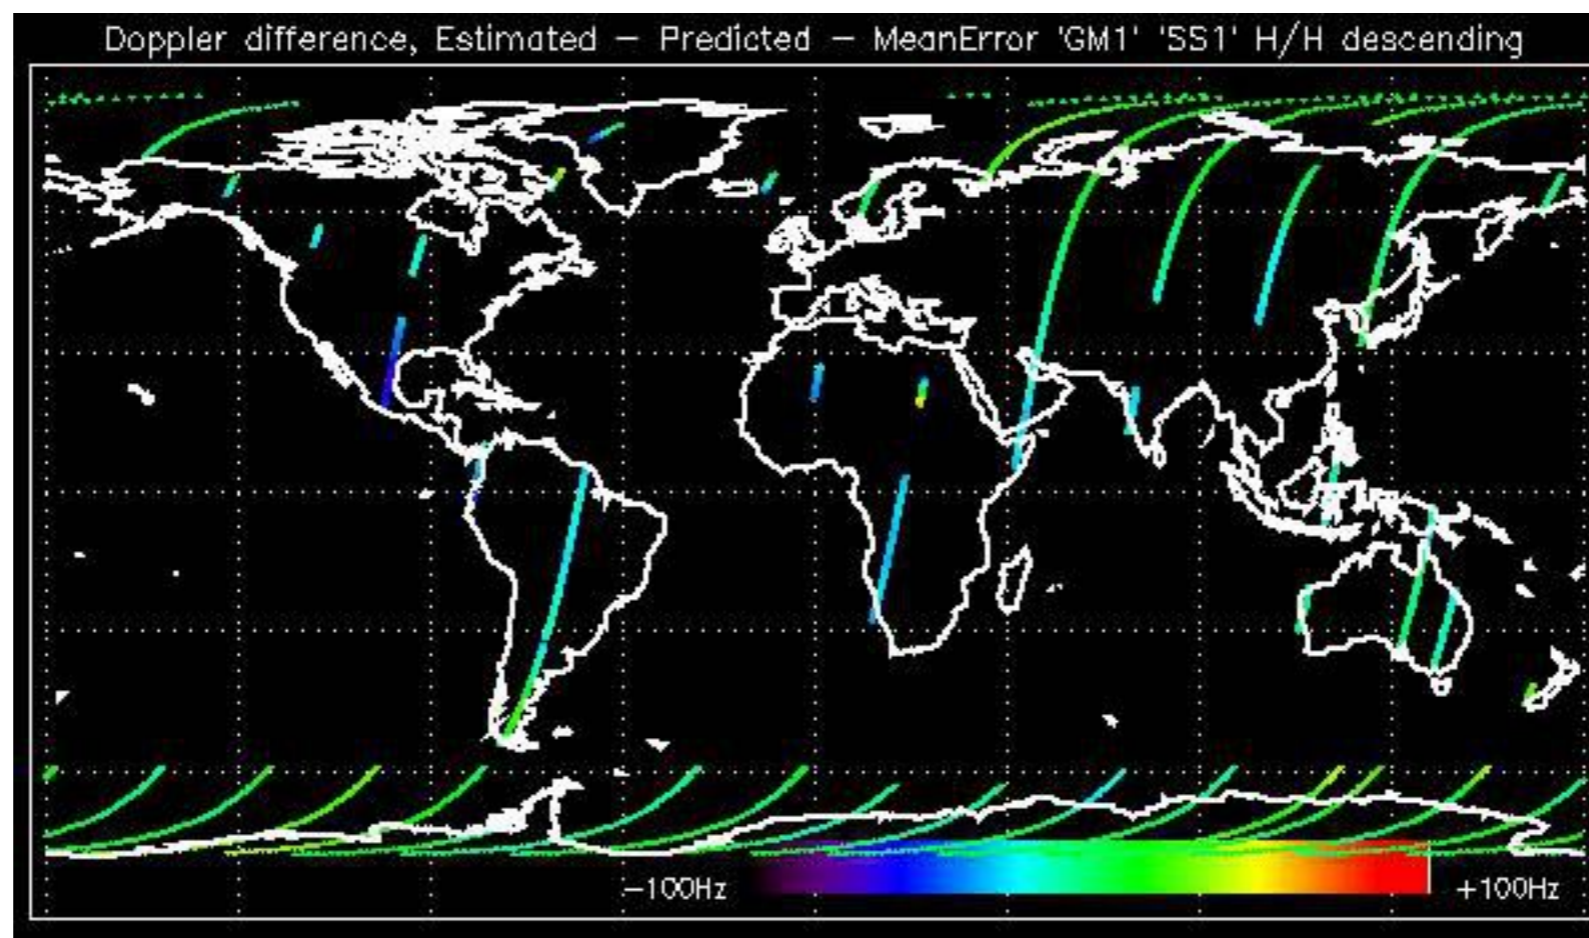 Doppler difference, Estimated – Predicted – MeanError 'GM1' 'SS1' H/H descending
–100Hz +100Hz